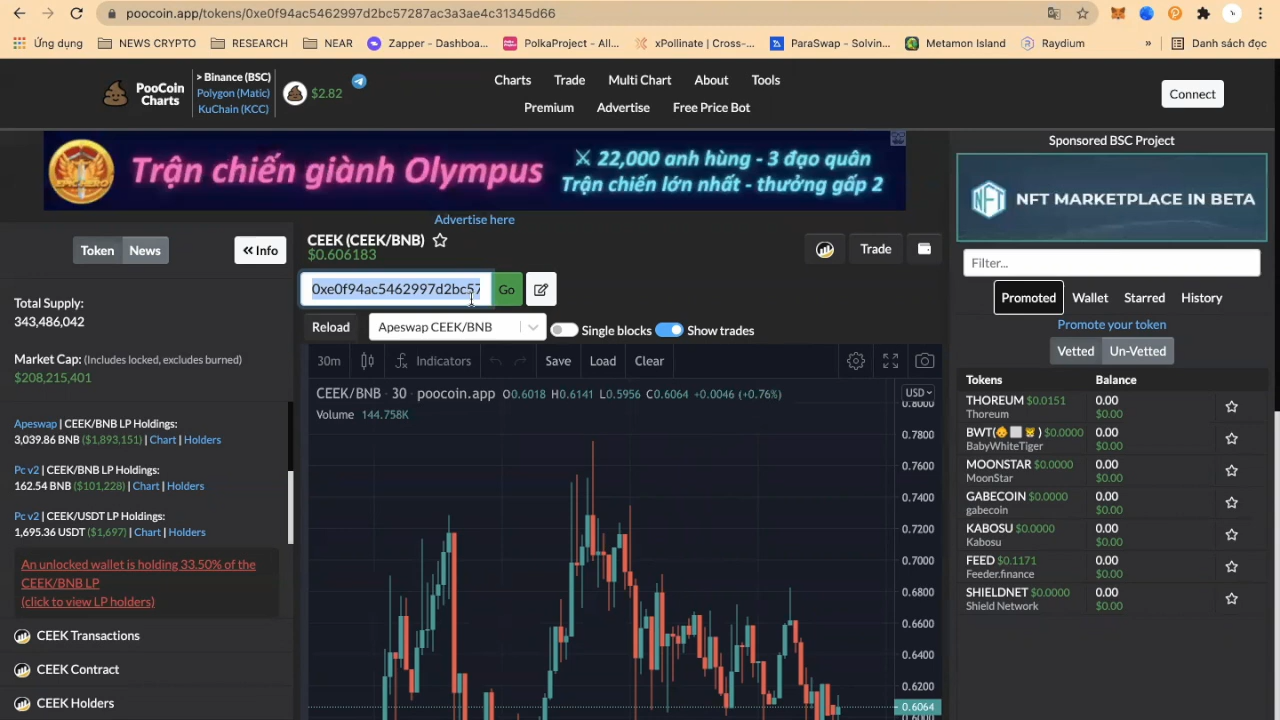 poocoin.app/tokens/0xe0f94ac5462997d2bc57287ac3a3ae4c31345d66
Ứng dụng
NEWS CRYPTO
RESEARCH
NEAR
Zapper - Dashboa...
PolkaProject - All...
xPollinate | Cross-...
ParaSwap - Solvin...
Metamon Island
Raydium
»
Danh sách đọc
PooCoin
Charts
> Binance (BSC)
Polygon (Matic)
KuChain (KCC)
$2.82
Charts
Trade
Multi Chart
About
Tools
Premium
Advertise
Free Price Bot
Connect
Trận chiến giành Olympus
⚔ 22,000 anh hùng - 3 đạo quân
Trận chiến lớn nhất - thưởng gấp 2
Advertise here
Sponsored BSC Project
NFT
NFT MARKETPLACE IN BETA
Token
News
« Info
Total Supply:
343,486,042
Market Cap: (Includes locked, excludes burned)
$208,215,401
Apeswap | CEEK/BNB LP Holdings:
3,039.86 BNB ($1,893,151) | Chart | Holders
Pc v2 | CEEK/BNB LP Holdings:
162.54 BNB ($101,228) | Chart | Holders
Pc v2 | CEEK/USDT LP Holdings:
1,695.36 USDT ($1,697) | Chart | Holders
An unlocked wallet is holding 33.50% of the
CEEK/BNB LP
(click to view LP holders)
CEEK Transactions
CEEK Contract
CEEK Holders
CEEK (CEEK/BNB)
$0.606183
Trade
0xe0f94ac5462997d2bc57
Go
Reload
Apeswap CEEK/BNB
Single blocks
Show trades
30m
Indicators
Save
Load
Clear
CEEK/BNB · 30 · poocoin.app O0.6018 H0.6141 L0.5956 C0.6064 +0.0046 (+0.76%)
Volume 144.758K
USD
0.8000
0.7800
0.7600
0.7400
0.7200
0.7000
0.6800
0.6600
0.6400
0.6200
0.6064
Filter...
Promoted
Wallet
Starred
History
Promote your token
Vetted
Un-Vetted
Tokens
Balance
THOREUM $0.0151 0.00
Thoreum $0.00
BWT(👶⬜🐯) $0.0000 0.00
BabyWhiteTiger $0.00
MOONSTAR $0.0000 0.00
MoonStar $0.00
GABECOIN $0.0000 0.00
gabecoin $0.00
KABOSU $0.0000 0.00
Kabosu $0.00
FEED $0.1171 0.00
Feeder.finance $0.00
SHIELDNET $0.0000 0.00
Shield Network $0.00